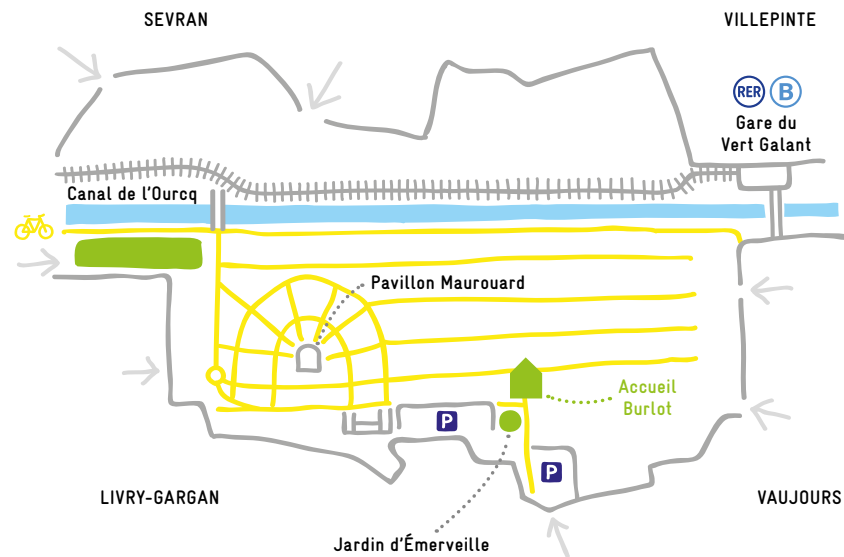 SEVRAN
VILLEPINTE
RER B
Gare du
Vert Galant
Canal de l'Ourcq
Pavillon Maurouard
Accueil
Burlot
P
P
LIVRY-GARGAN
VAUJOURS
Jardin d'Émerveille